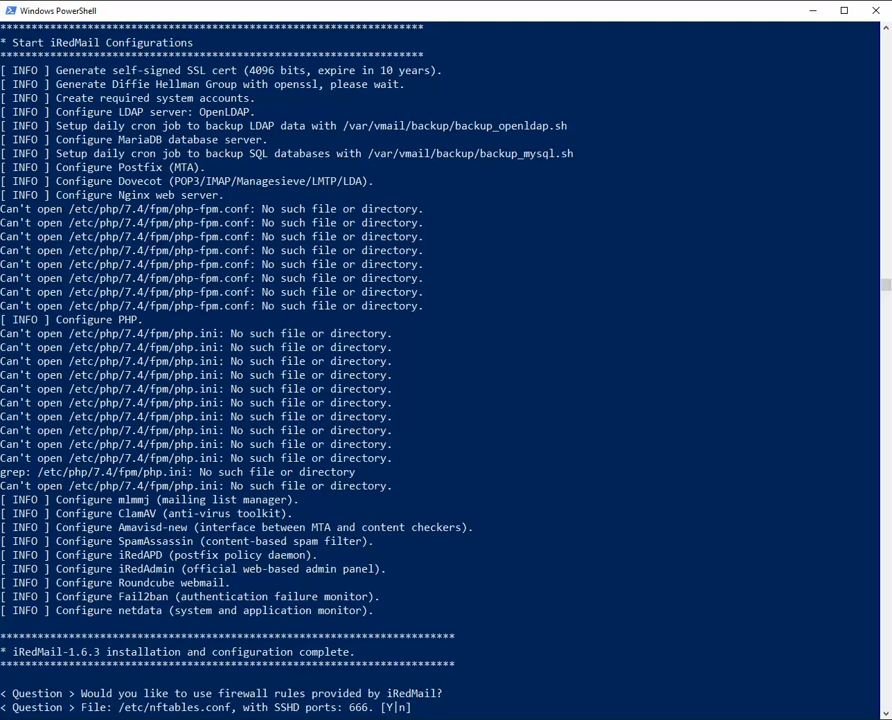 Windows PowerShell
********************************************************************
* Start iRedMail Configurations
********************************************************************
[ INFO ] Generate self-signed SSL cert (4096 bits, expire in 10 years).
[ INFO ] Generate Diffie Hellman Group with openssl, please wait.
[ INFO ] Create required system accounts.
[ INFO ] Configure LDAP server: OpenLDAP.
[ INFO ] Setup daily cron job to backup LDAP data with /var/vmail/backup/backup_openldap.sh
[ INFO ] Configure MariaDB database server.
[ INFO ] Setup daily cron job to backup SQL databases with /var/vmail/backup/backup_mysql.sh
[ INFO ] Configure Postfix (MTA).
[ INFO ] Configure Dovecot (POP3/IMAP/Managesieve/LMTP/LDA).
[ INFO ] Configure Nginx web server.
Can't open /etc/php/7.4/fpm/php-fpm.conf: No such file or directory.
Can't open /etc/php/7.4/fpm/php-fpm.conf: No such file or directory.
Can't open /etc/php/7.4/fpm/php-fpm.conf: No such file or directory.
Can't open /etc/php/7.4/fpm/php-fpm.conf: No such file or directory.
Can't open /etc/php/7.4/fpm/php-fpm.conf: No such file or directory.
Can't open /etc/php/7.4/fpm/php-fpm.conf: No such file or directory.
Can't open /etc/php/7.4/fpm/php-fpm.conf: No such file or directory.
Can't open /etc/php/7.4/fpm/php-fpm.conf: No such file or directory.
[ INFO ] Configure PHP.
Can't open /etc/php/7.4/fpm/php.ini: No such file or directory.
Can't open /etc/php/7.4/fpm/php.ini: No such file or directory.
Can't open /etc/php/7.4/fpm/php.ini: No such file or directory.
Can't open /etc/php/7.4/fpm/php.ini: No such file or directory.
Can't open /etc/php/7.4/fpm/php.ini: No such file or directory.
Can't open /etc/php/7.4/fpm/php.ini: No such file or directory.
Can't open /etc/php/7.4/fpm/php.ini: No such file or directory.
Can't open /etc/php/7.4/fpm/php.ini: No such file or directory.
Can't open /etc/php/7.4/fpm/php.ini: No such file or directory.
Can't open /etc/php/7.4/fpm/php.ini: No such file or directory.
grep: /etc/php/7.4/fpm/php.ini: No such file or directory
Can't open /etc/php/7.4/fpm/php.ini: No such file or directory.
[ INFO ] Configure mlmmj (mailing list manager).
[ INFO ] Configure ClamAV (anti-virus toolkit).
[ INFO ] Configure Amavisd-new (interface between MTA and content checkers).
[ INFO ] Configure SpamAssassin (content-based spam filter).
[ INFO ] Configure iRedAPD (postfix policy daemon).
[ INFO ] Configure iRedAdmin (official web-based admin panel).
[ INFO ] Configure Roundcube webmail.
[ INFO ] Configure Fail2ban (authentication failure monitor).
[ INFO ] Configure netdata (system and application monitor).
*************************************************************************
* iRedMail-1.6.3 installation and configuration complete.
*************************************************************************
< Question > Would you like to use firewall rules provided by iRedMail?
< Question > File: /etc/nftables.conf, with SSHD ports: 666. [Y|n]